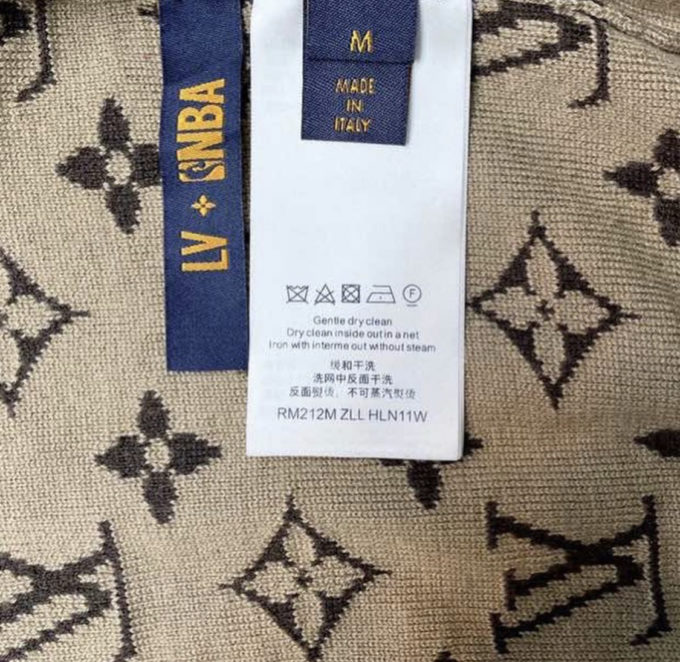 M
MADE
IN
ITALY
LV + NBA
F
Gentle dry clean
Dry clean inside out in a net
Iron with interme out without steam
缓和干洗
洗网中反面干洗
反面熨烫，不可蒸汽熨烫
RM212M ZLL HLN11W
LV
LV